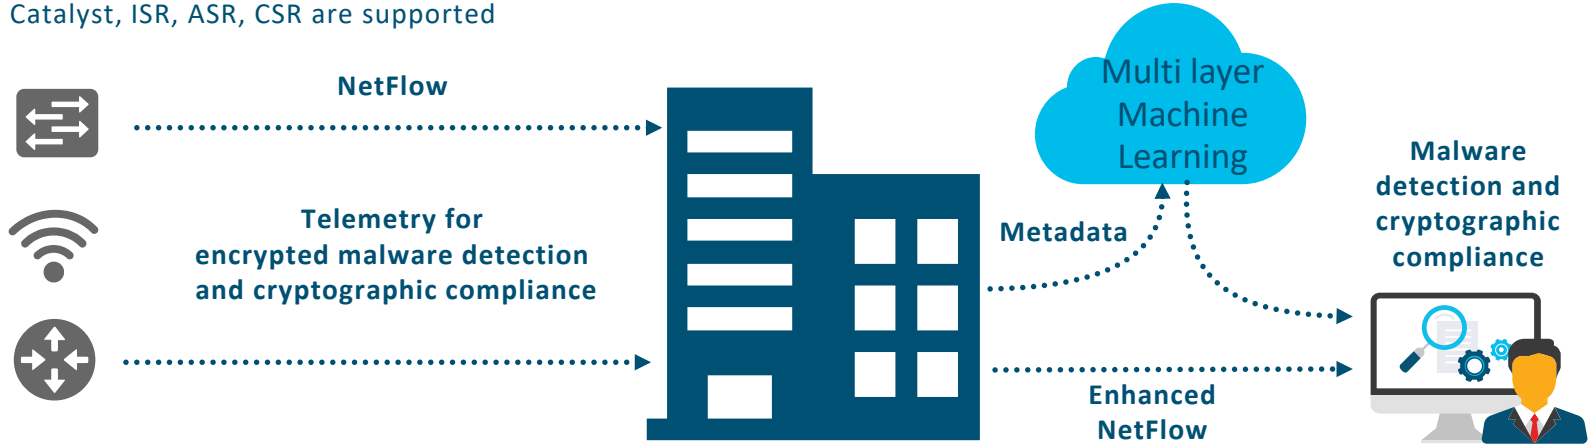 Catalyst, ISR, ASR, CSR are supported
NetFlow
Telemetry for
encrypted malware detection
and cryptographic compliance
Multi layer
Machine
Learning
Metadata
Enhanced
NetFlow
Malware
detection and
cryptographic
compliance